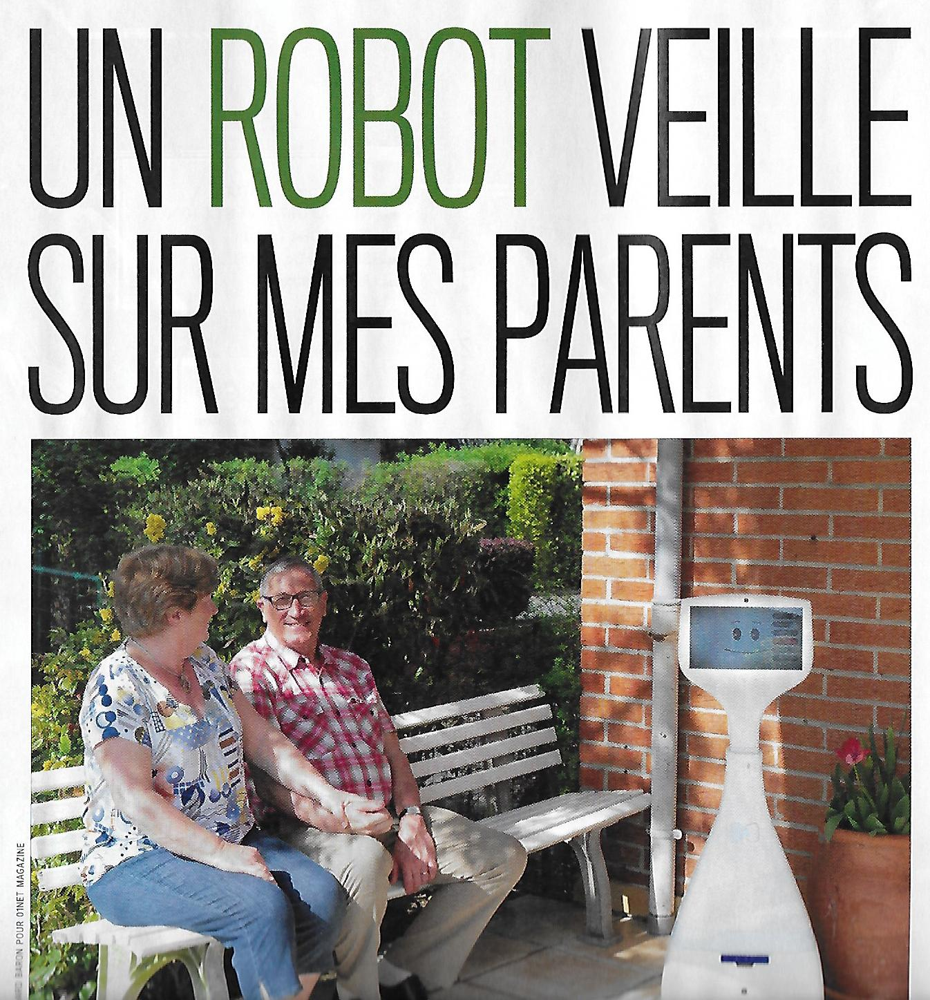 UN ROBOT VEILLE
SUR MES PARENTS
BARON POUR 01NET MAGAZINE